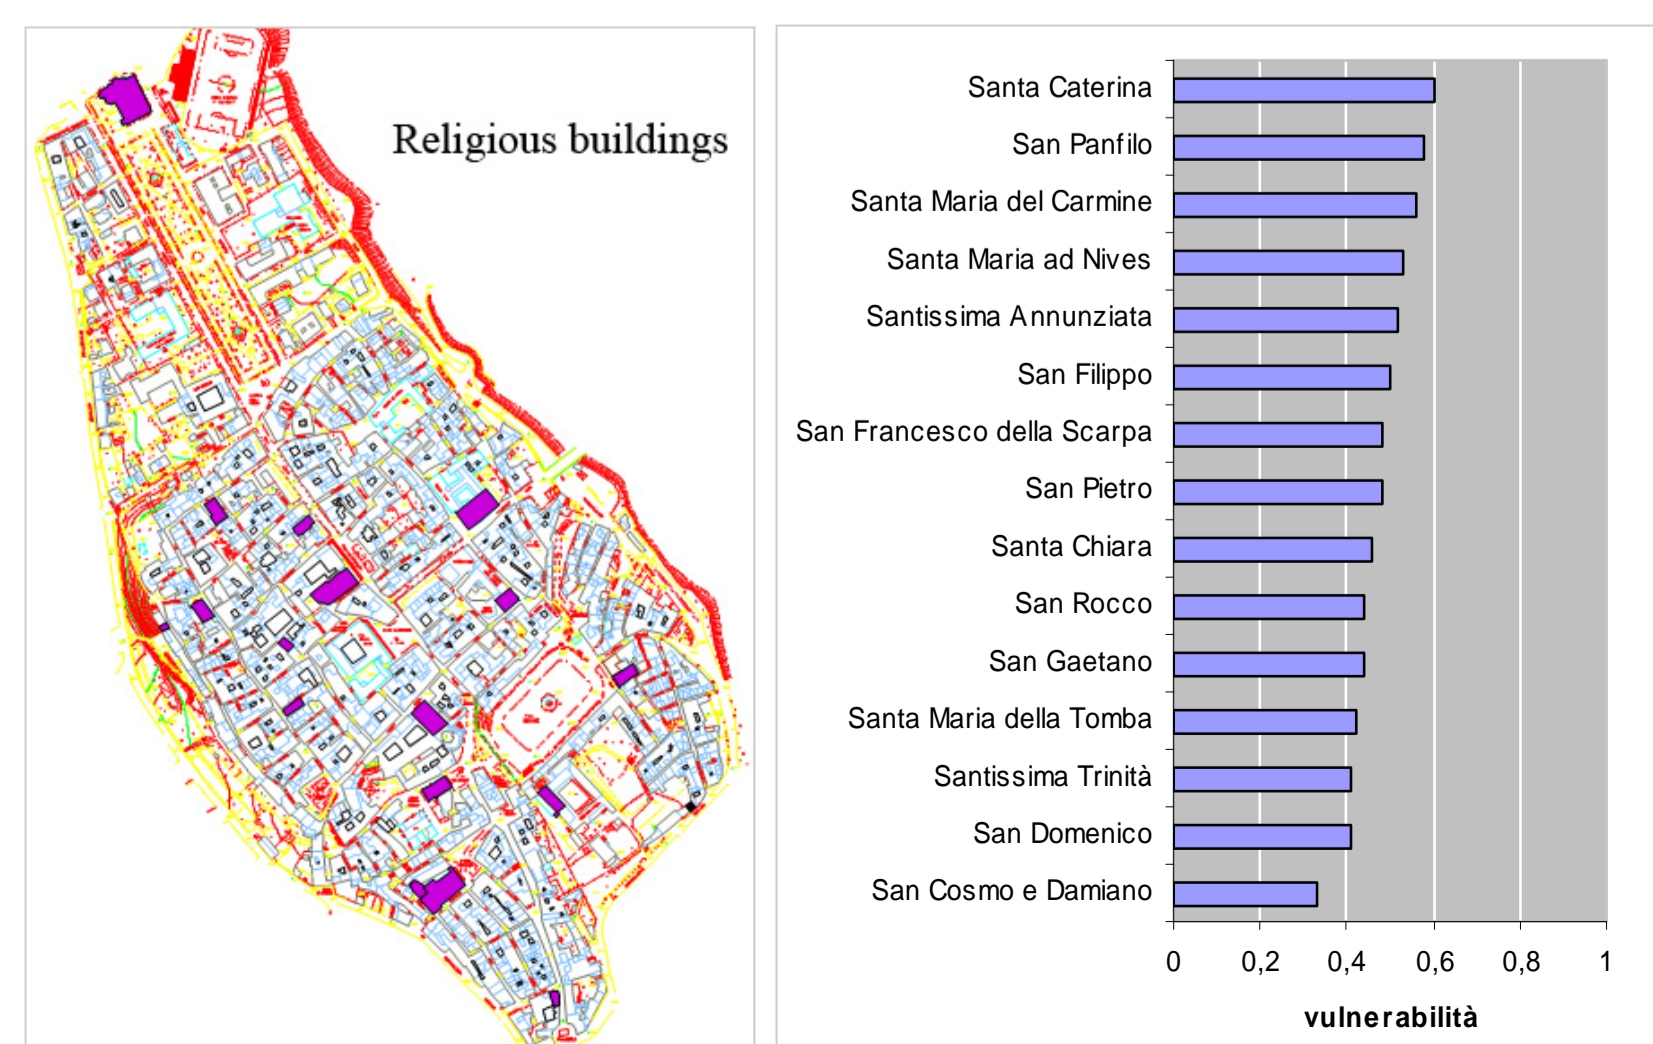 Religious buildings
Santa Caterina
San Panfilo
Santa Maria del Carmine
Santa Maria ad Nives
Santissima Annunziata
San Filippo
San Francesco della Scarpa
San Pietro
Santa Chiara
San Rocco
San Gaetano
Santa Maria della Tomba
Santissima Trinità
San Domenico
San Cosmo e Damiano
0 0,2 0,4 0,6 0,8 1
vulnerabilità